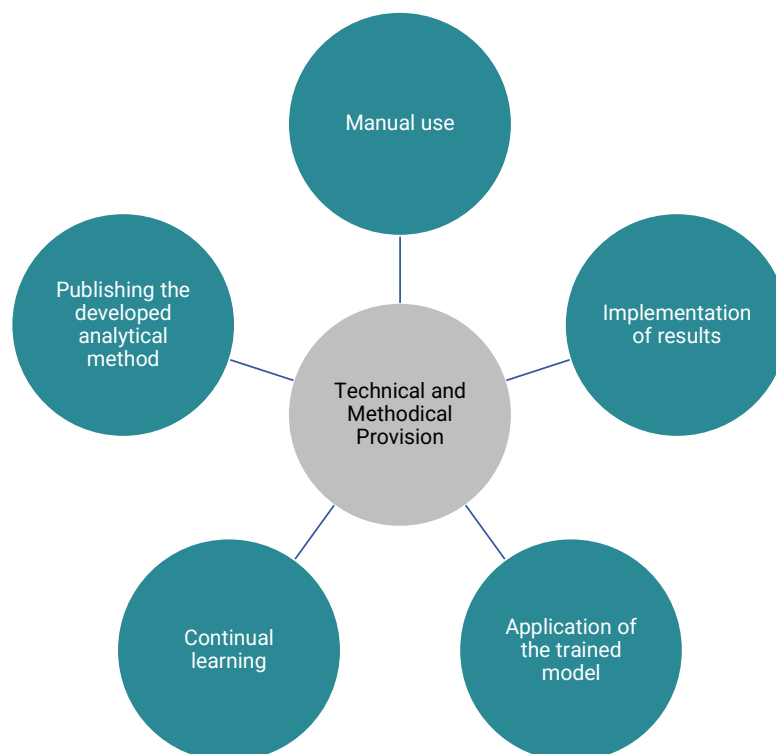 Manual use
Publishing the
developed
analytical
method
Implementation
of results
Technical and
Methodical
Provision
Continual
learning
Application of
the trained
model